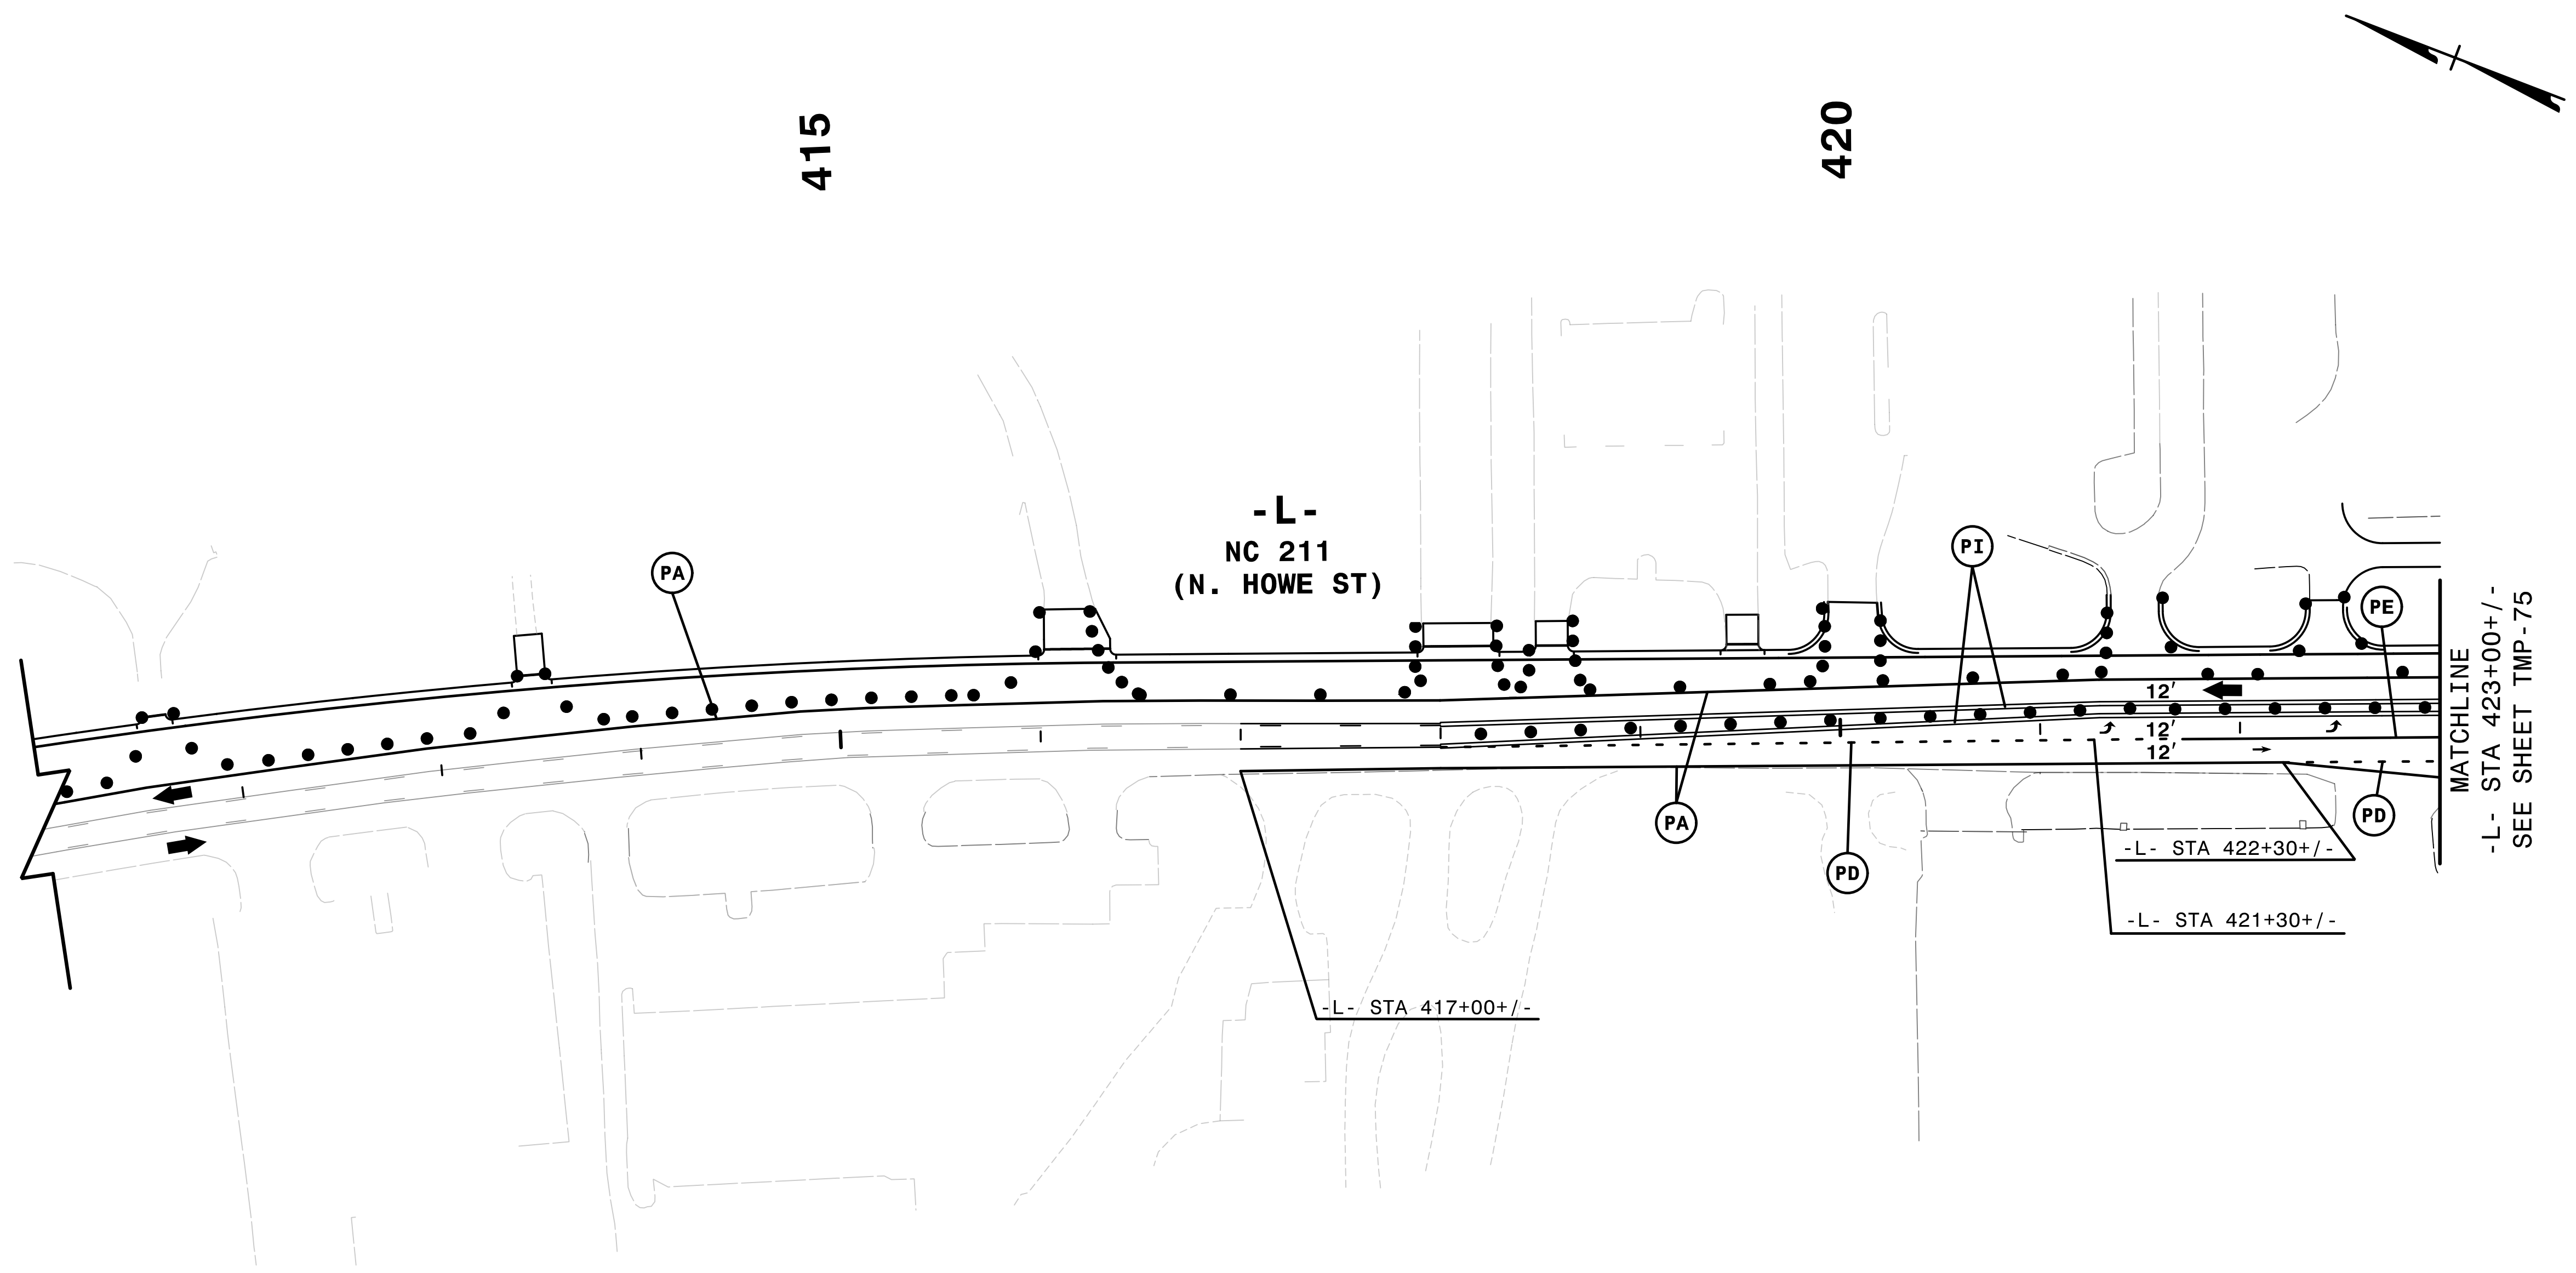 415
420
-L-
NC 211
(N. HOWE ST)
PA
PI
PE
12'
12'
12'
PA
PD
PD
-L- STA 422+30+/-
-L- STA 421+30+/-
-L- STA 417+00+/-
MATCHLINE
-L- STA 423+00+/-
SEE SHEET TMP-75